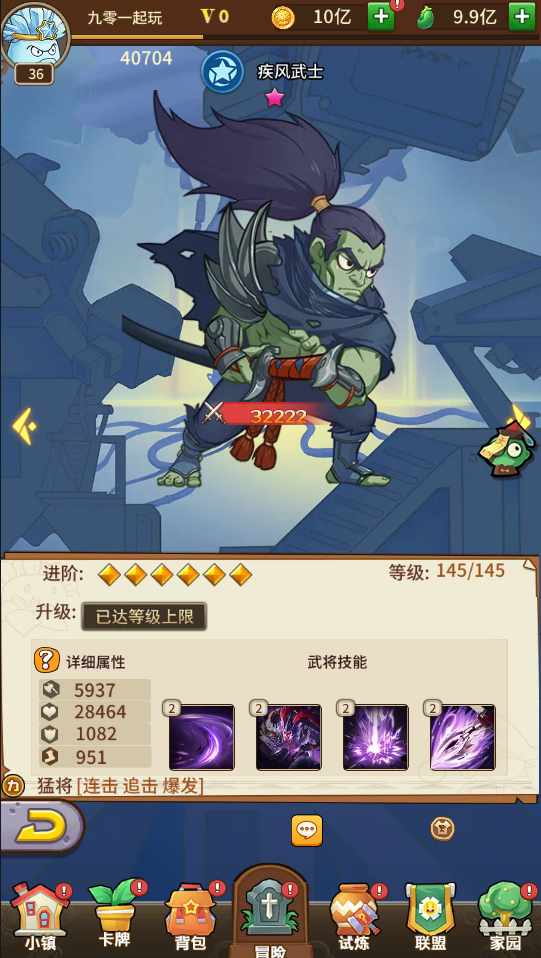 九零一起玩
V 0
10亿
9.9亿
36
40704
疾风武士
32222
进阶:
等级: 145/145
升级:
已达等级上限
详细属性
武将技能
5937
28464
1082
951
2
2
2
2
力
猛将 [连击 追击 爆发]
小镇
卡牌
背包
冒险
试炼
联盟
家园